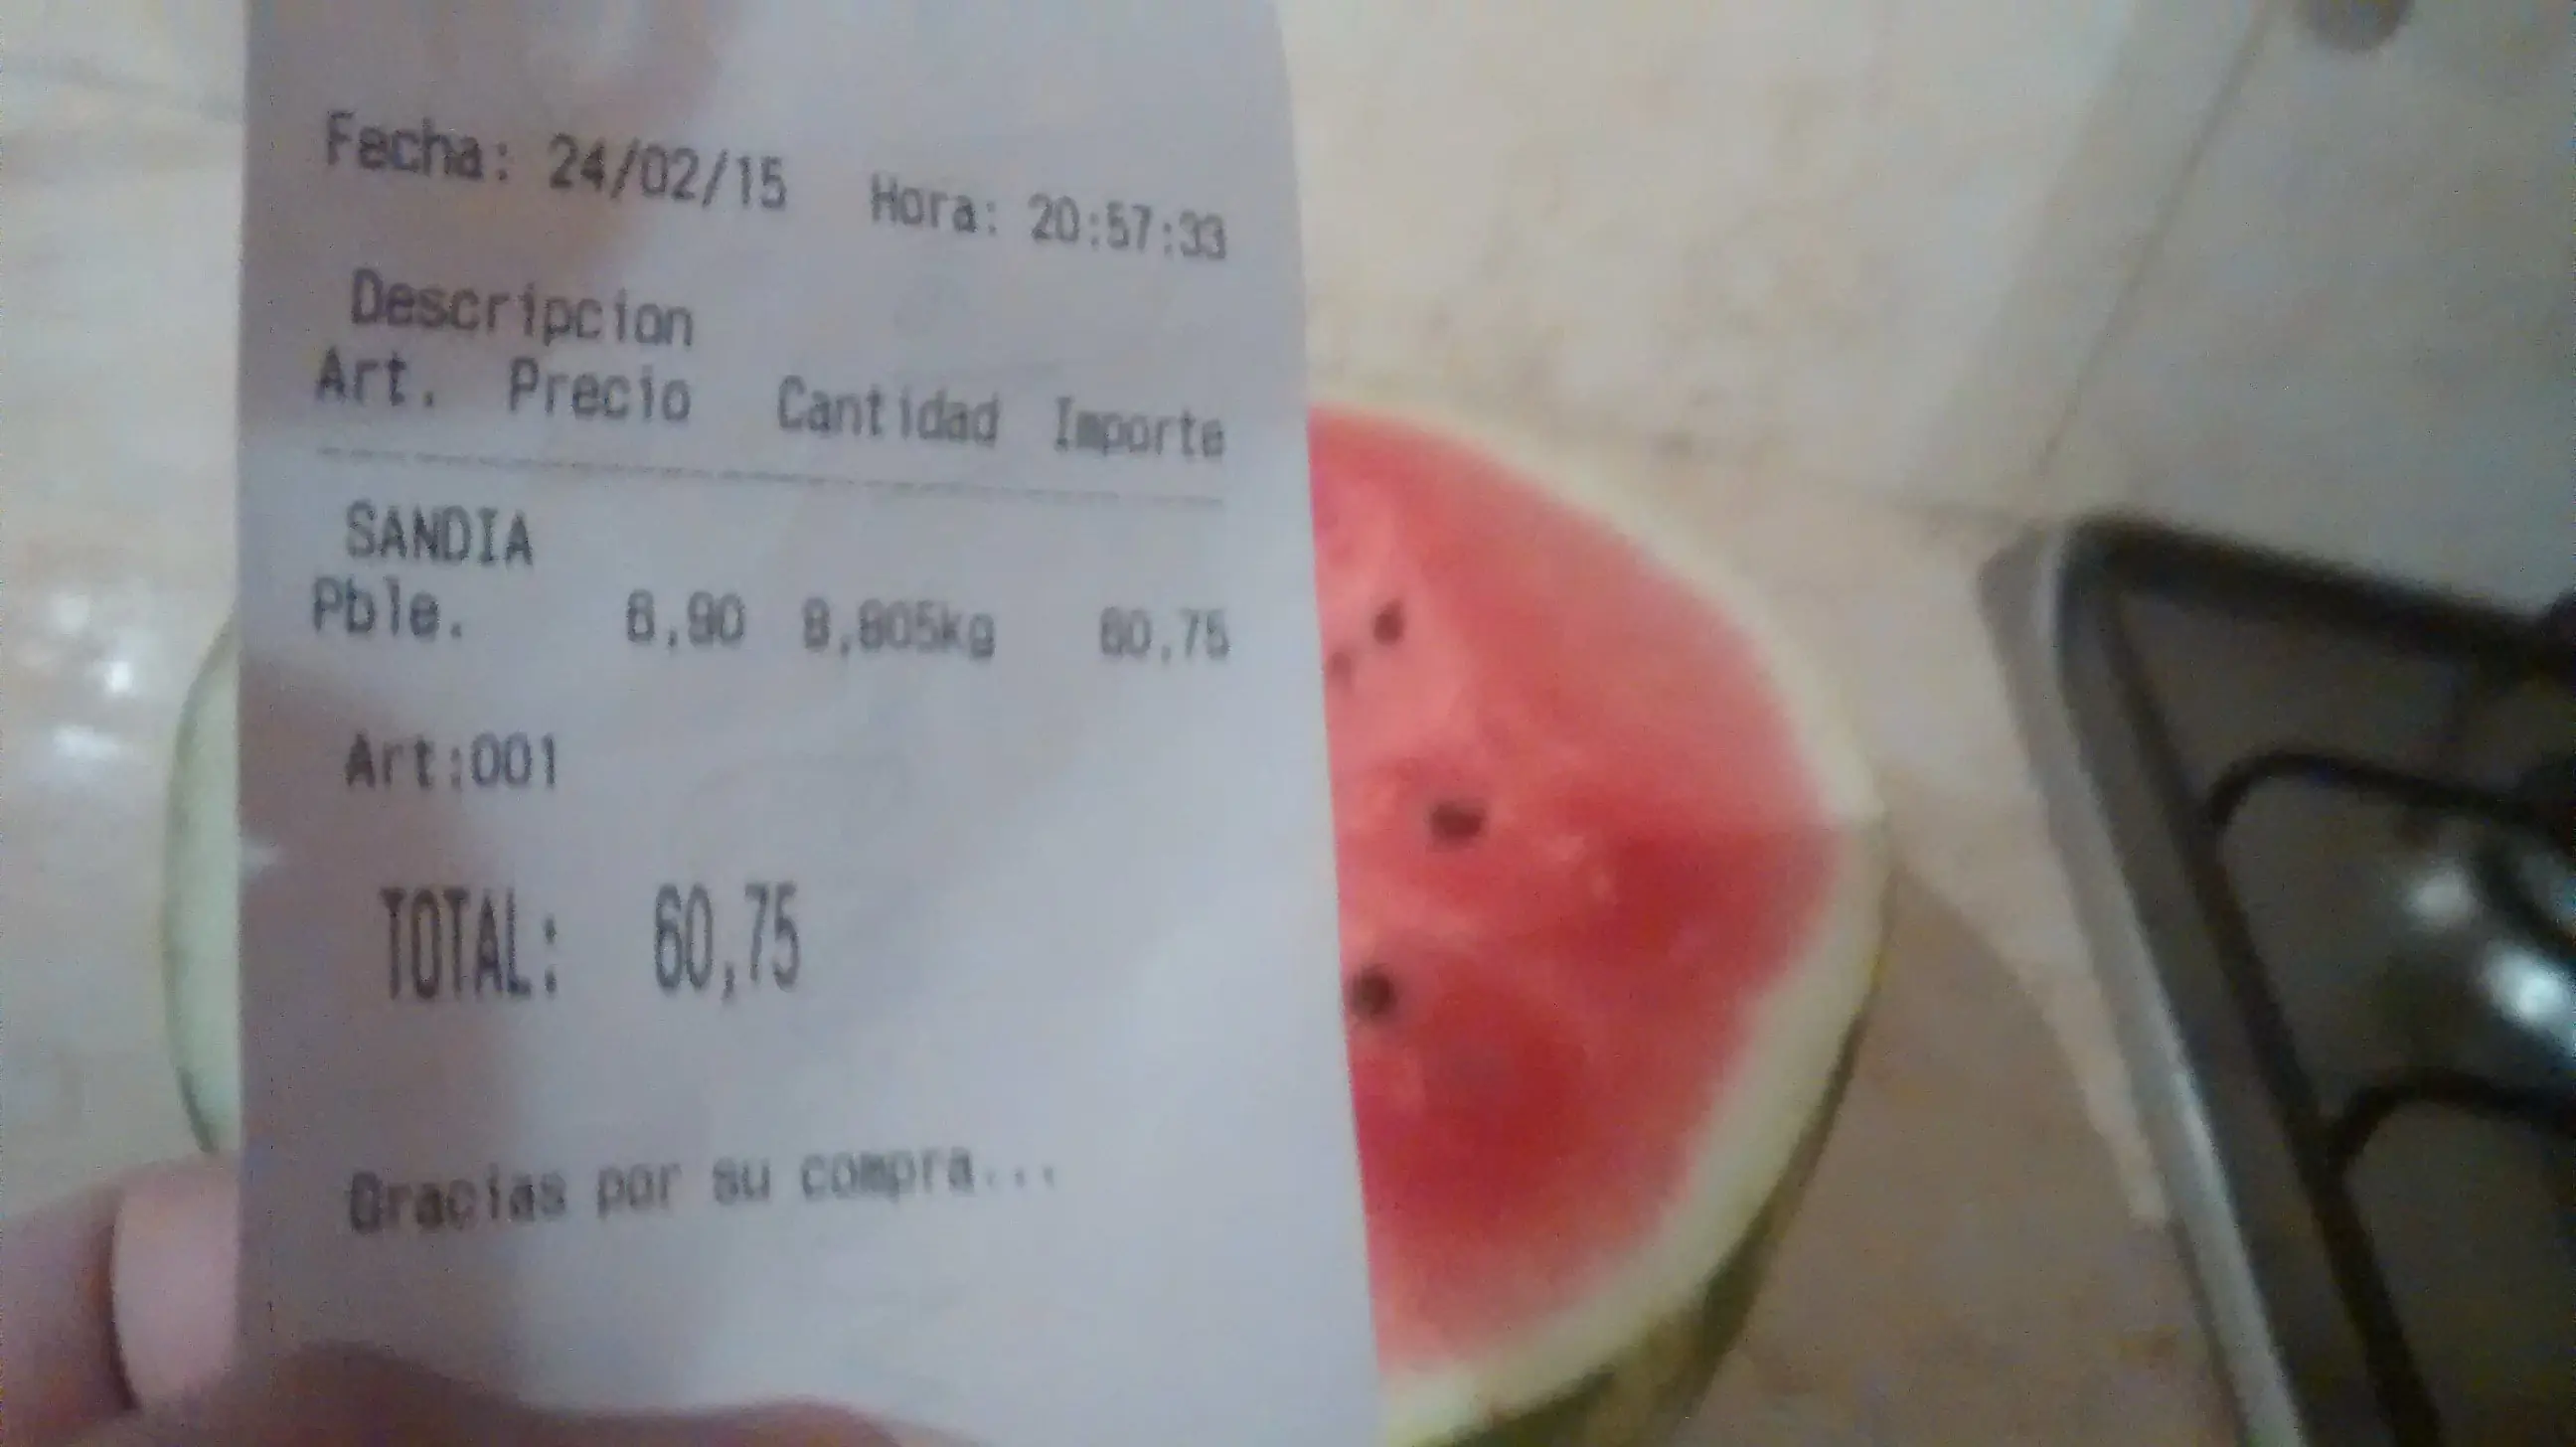 Fecha: 24/02/15 Hora: 20:57:33
Descripcion
Art. Precio Cantidad Importe
SANDIA
Pble. 6,90 8,805kg 60,75
Art:001
TOTAL: 60,75
Gracias por su compra...